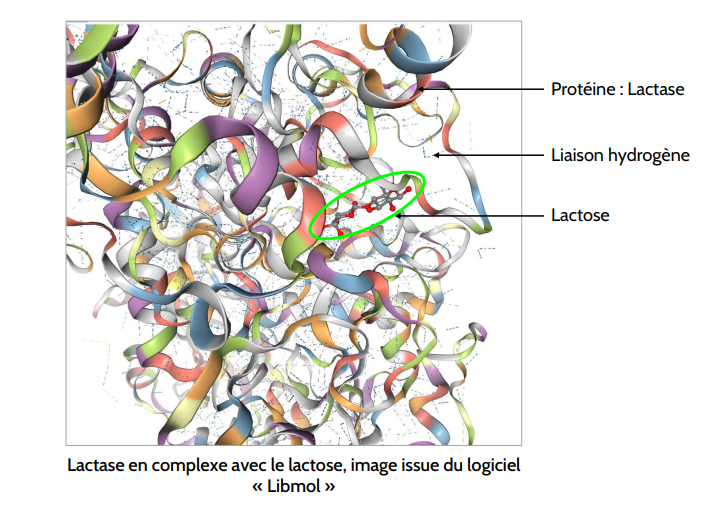 Protéine : Lactase
Liaison hydrogène
Lactose
Lactase en complexe avec le lactose, image issue du logiciel
« Libmol »